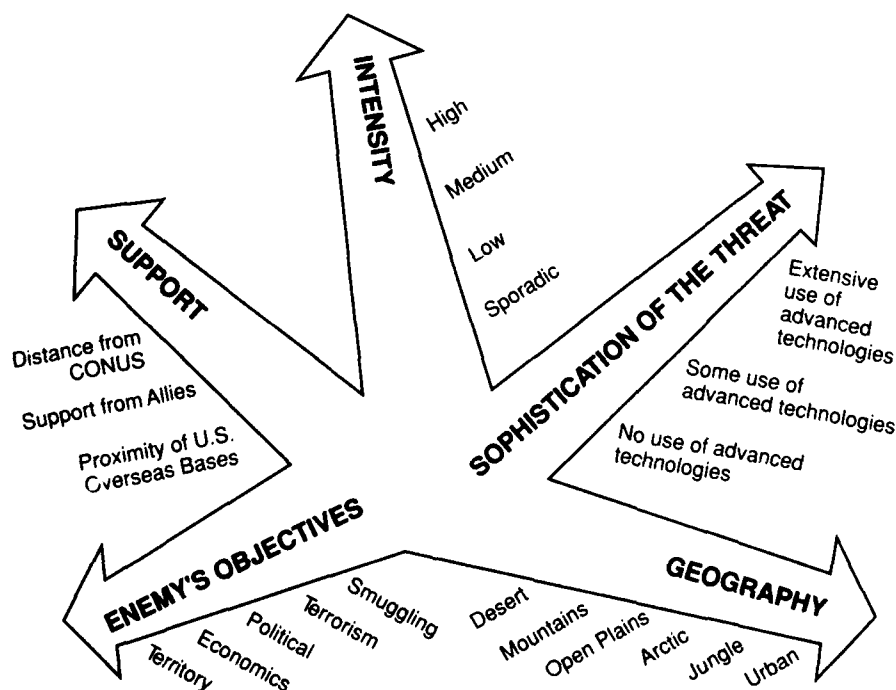 INTENSITY
High
Medium
Low
Sporadic
SUPPORT
Distance from
CONUS
Support from Allies
Proximity of U.S.
Overseas Bases
SOPHISTICATION OF THE THREAT
Extensive
use of
advanced
technologies
Some use of
advanced technologies
No use of advanced
technologies
ENEMY'S OBJECTIVES
Smuggling
Terrorism
Political
Economics
Territory
GEOGRAPHY
Desert
Mountains
Open Plains
Arctic
Jungle
Urban